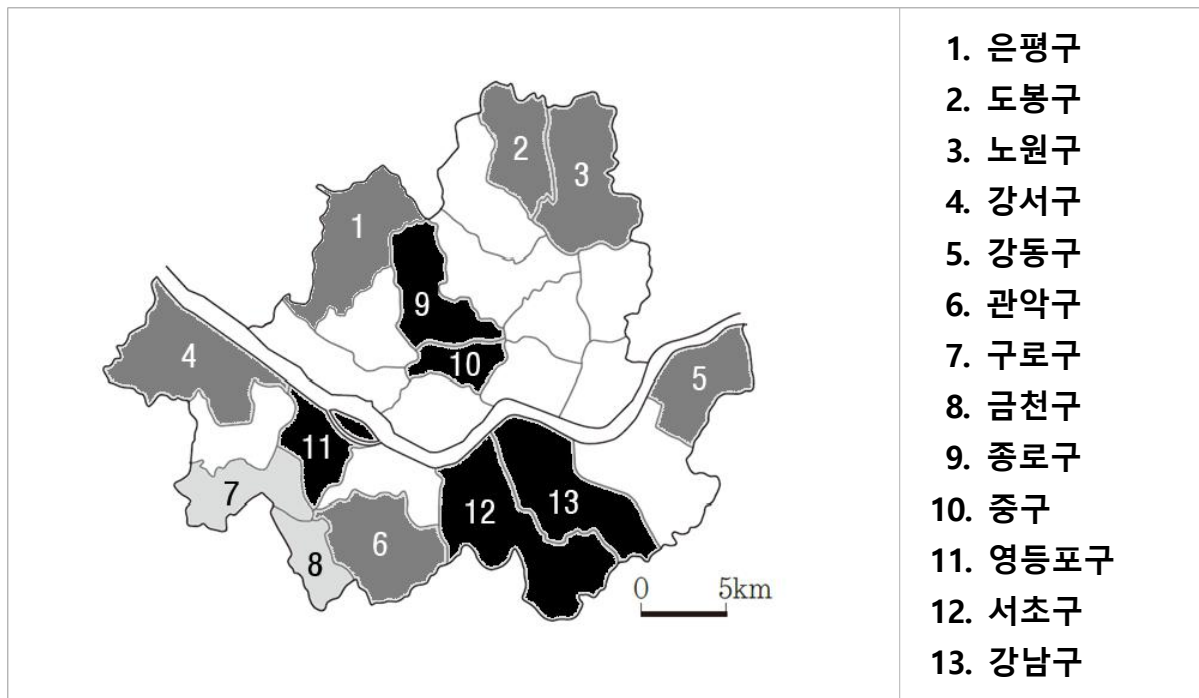 1
2
3
4
5
6
7
8
9
10
11
12
13
0 5km
1. 은평구
2. 도봉구
3. 노원구
4. 강서구
5. 강동구
6. 관악구
7. 구로구
8. 금천구
9. 종로구
10. 중구
11. 영등포구
12. 서초구
13. 강남구